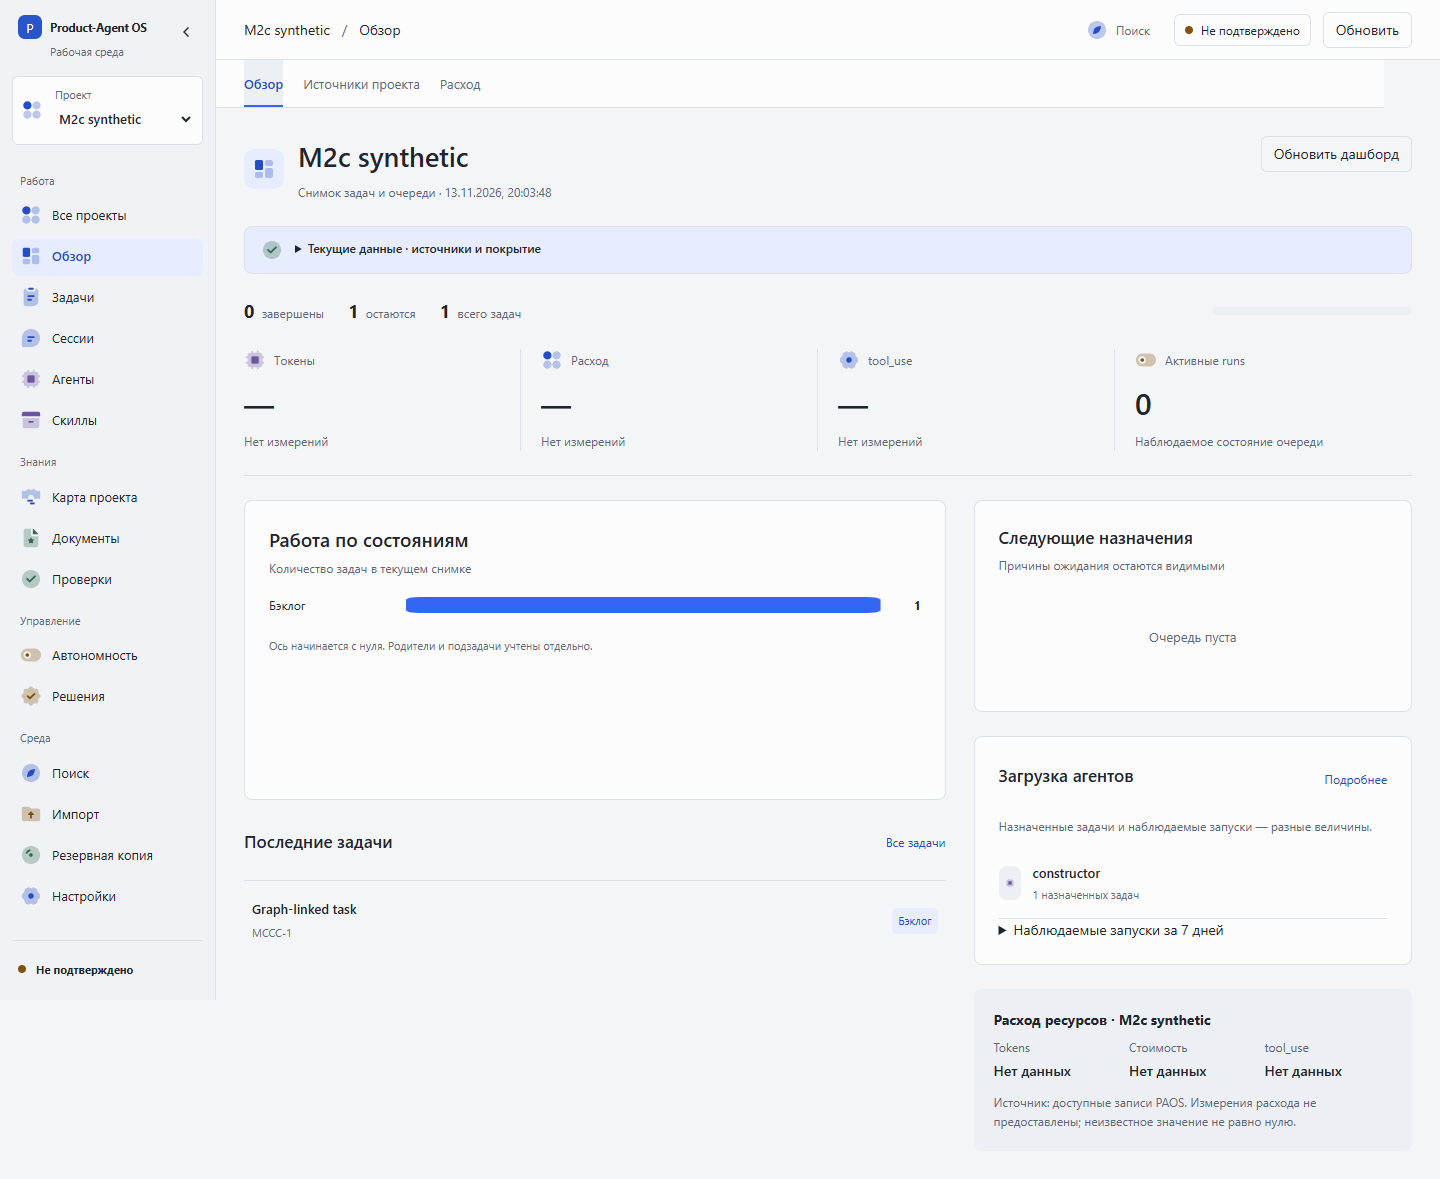 P
Product-Agent OS
Рабочая среда
Проект
M2c synthetic
Работа
Все проекты
Обзор
Задачи
Сессии
Агенты
Скиллы
Знания
Карта проекта
Документы
Проверки
Управление
Автономность
Решения
Среда
Поиск
Импорт
Резервная копия
Настройки
Не подтверждено
M2c synthetic / Обзор
Поиск
Не подтверждено
Обновить
Обзор
Источники проекта
Расход
M2c synthetic
Снимок задач и очереди · 13.11.2026, 20:03:48
Обновить дашборд
Текущие данные · источники и покрытие
0 завершены 1 остаются 1 всего задач
Токены
—
Нет измерений
Расход
—
Нет измерений
tool_use
—
Нет измерений
Активные runs
0
Наблюдаемое состояние очереди
Работа по состояниям
Количество задач в текущем снимке
Бэклог 1
Ось начинается с нуля. Родители и подзадачи учтены отдельно.
Последние задачи
Все задачи
Graph-linked task
MCCC-1
Бэклог
Следующие назначения
Причины ожидания остаются видимыми
Очередь пуста
Загрузка агентов
Подробнее
Назначенные задачи и наблюдаемые запуски — разные величины.
constructor
1 назначенных задач
Наблюдаемые запуски за 7 дней
Расход ресурсов · M2c synthetic
Tokens Стоимость tool_use
Нет данных Нет данных Нет данных
Источник: доступные записи PAOS. Измерения расхода не
предоставлены; неизвестное значение не равно нулю.